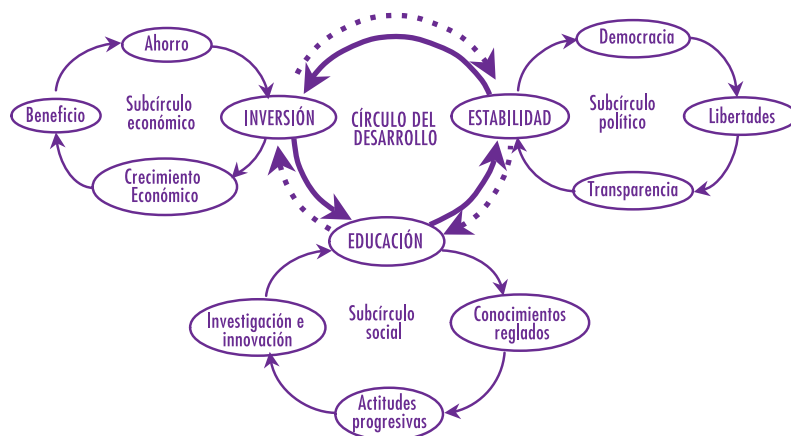 Ahorro
Beneficio
Subcírculo
económico
INVERSIÓN
Crecimiento
Económico
CÍRCULO DEL
DESARROLLO
Democracia
ESTABILIDAD
Subcírculo
político
Libertades
Transparencia
EDUCACIÓN
Investigación e
innovación
Subcírculo
social
Conocimientos
reglados
Actitudes
progresivas